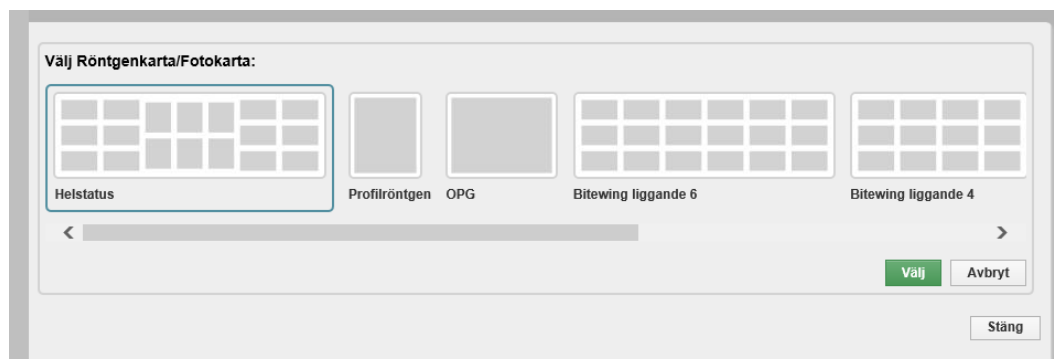 Välj Röntgenkarta/Fotokarta:
Helstatus
Profilröntgen
OPG
Bitewing liggande 6
Bitewing liggande 4
Välj
Avbryt
Stäng